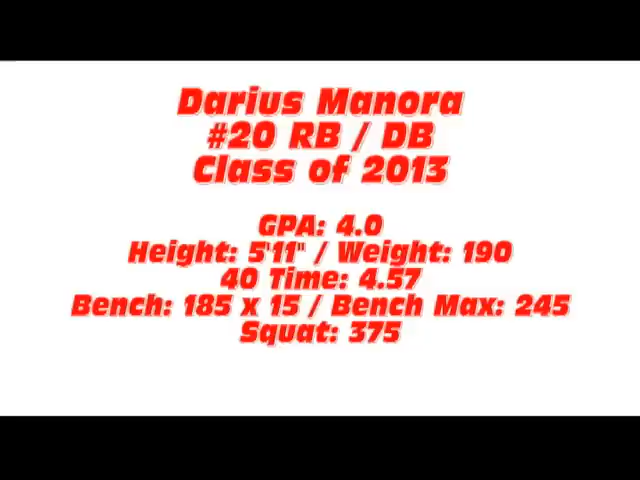 Darius Manora
#20 RB / DB
Class of 2013
GPA: 4.0
Height: 5'11" / Weight: 190
40 Time: 4.57
Bench: 185 x 15 / Bench Max: 245
Squat: 375